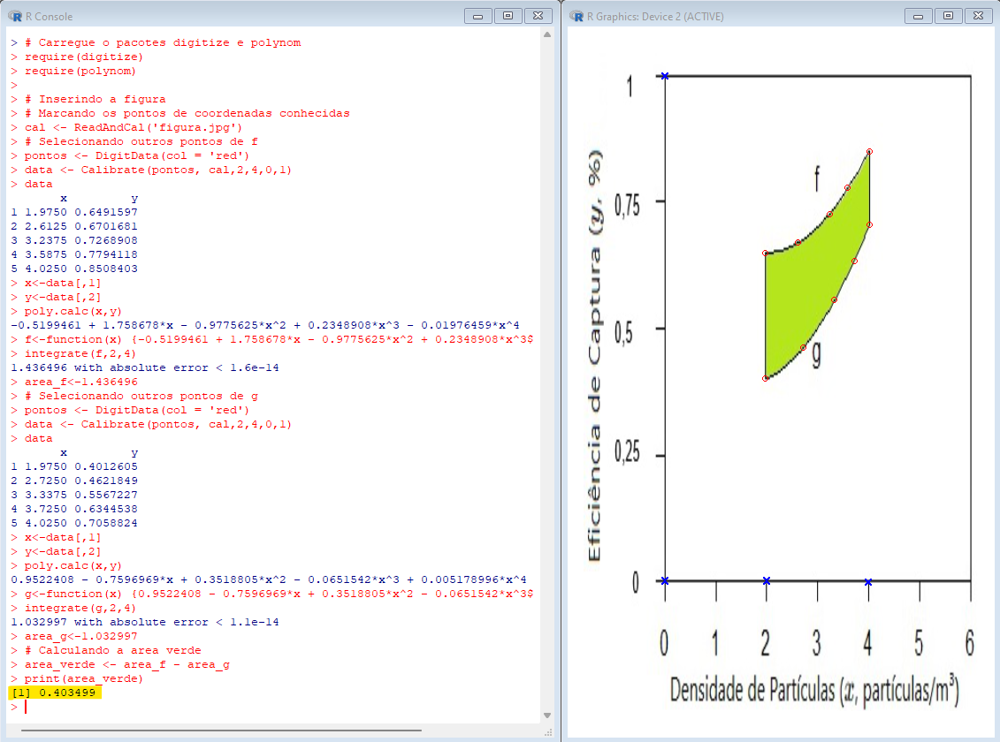 R Console
> # Carregue o pacotes digitize e polynom
> require(digitize)
> require(polynom)
>
> # Inserindo a figura
> # Marcando os pontos de coordenadas conhecidas
> cal <- ReadAndCal('figura.jpg')
> # Selecionando outros pontos de f
> pontos <- DigitData(col = 'red')
> data <- Calibrate(pontos, cal,2,4,0,1)
> data
x y
1 1.9750 0.6491597
2 2.6125 0.6701681
3 3.2375 0.7268908
4 3.5875 0.7794118
5 4.0250 0.8508403
> x<-data[,1]
> y<-data[,2]
> poly.calc(x,y)
-0.5199461 + 1.758678*x - 0.9775625*x^2 + 0.2348908*x^3 - 0.01976459*x^4
> f<-function(x) {-0.5199461 + 1.758678*x - 0.9775625*x^2 + 0.2348908*x^3$
> integrate(f,2,4)
1.436496 with absolute error < 1.6e-14
> area_f<-1.436496
> # Selecionando outros pontos de g
> pontos <- DigitData(col = 'red')
> data <- Calibrate(pontos, cal,2,4,0,1)
> data
x y
1 1.9750 0.4012605
2 2.7250 0.4621849
3 3.3375 0.5567227
4 3.7250 0.6344538
5 4.0250 0.7058824
> x<-data[,1]
> y<-data[,2]
> poly.calc(x,y)
0.9522408 - 0.7596969*x + 0.3518805*x^2 - 0.0651542*x^3 + 0.005178996*x^4
> g<-function(x) {0.9522408 - 0.7596969*x + 0.3518805*x^2 - 0.0651542*x^3$
> integrate(g,2,4)
1.032997 with absolute error < 1.1e-14
> area_g<-1.032997
> # Calculando a area verde
> area_verde <- area_f - area_g
> print(area_verde)
[1] 0.403499
>
R Graphics: Device 2 (ACTIVE)
Eficiência de Captura (y, %)
1
0,75
0,5
0,25
0
f
g
0 1 2 3 4 5 6
Densidade de Partículas (x, partículas/m³)